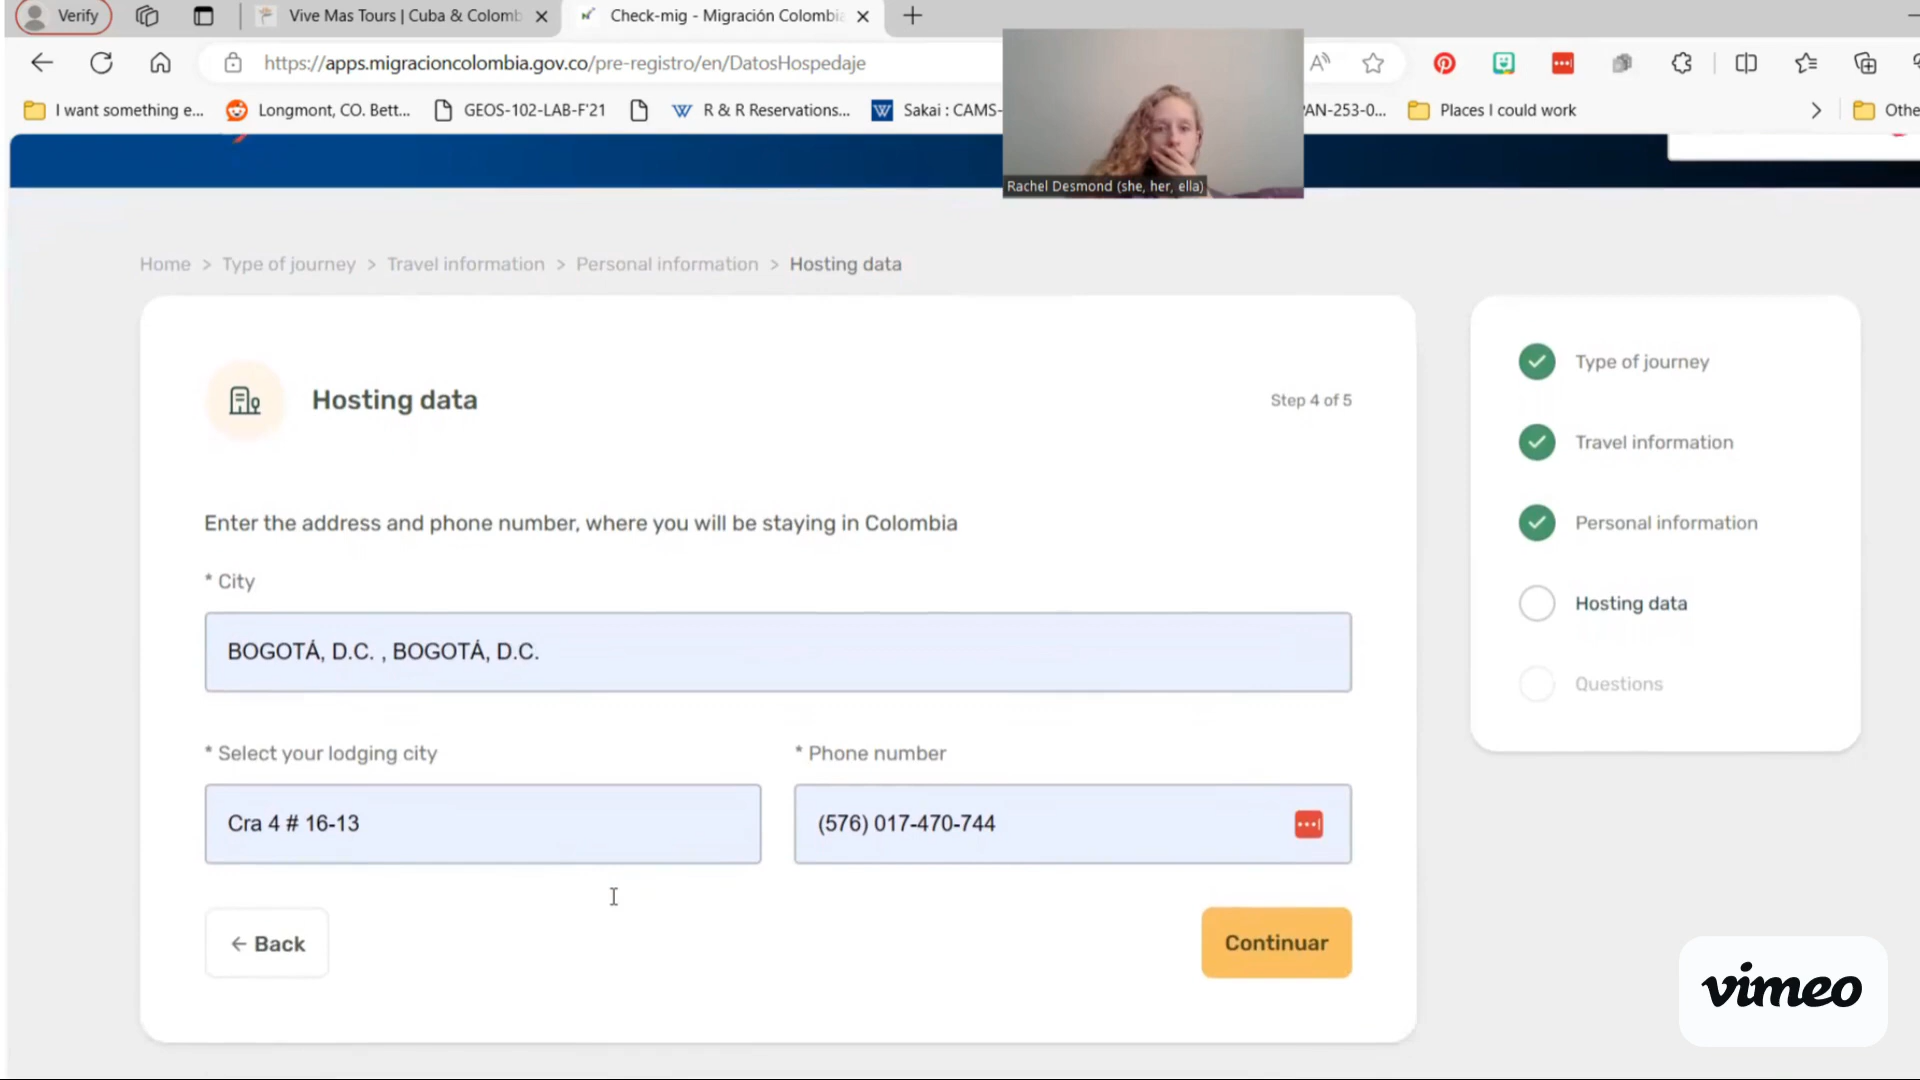 Verify
Vive Mas Tours | Cuba & Colomb
Check-mig - Migración Colombia
https://apps.migracioncolombia.gov.co/pre-registro/en/DatosHospedaje
I want something e...
Longmont, CO. Bett...
GEOS-102-LAB-F'21
R & R Reservations...
Sakai : CAMS-
PAN-253-0...
Places I could work
Othe
Rachel Desmond (she, her, ella)
Home > Type of journey > Travel information > Personal information > Hosting data
Hosting data
Step 4 of 5
Enter the address and phone number, where you will be staying in Colombia
* City
BOGOTÁ, D.C. , BOGOTÁ, D.C.
* Select your lodging city
* Phone number
Cra 4 # 16-13
(576) 017-470-744
← Back
Continuar
Type of journey
Travel information
Personal information
Hosting data
Questions
vimeo